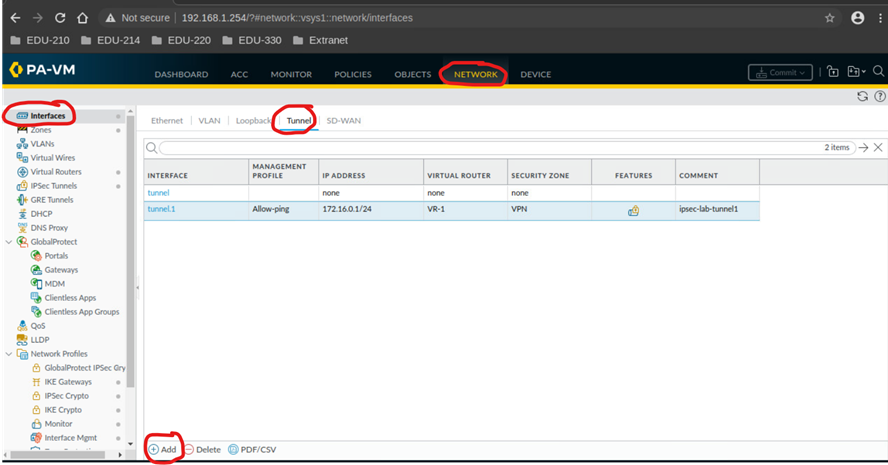 Not secure | 192.168.1.254/?#network::vsys1::network/interfaces
EDU-210 EDU-214 EDU-220 EDU-330 Extranet
PA-VM DASHBOARD ACC MONITOR POLICIES OBJECTS NETWORK DEVICE Commit
Interfaces
Zones
VLANs
Virtual Wires
Virtual Routers
IPSec Tunnels
GRE Tunnels
DHCP
DNS Proxy
GlobalProtect
Portals
Gateways
MDM
Clientless Apps
Clientless App Groups
QoS
LLDP
Network Profiles
GlobalProtect IPSec Cry
IKE Gateways
IPSec Crypto
IKE Crypto
Monitor
Interface Mgmt
Ethernet VLAN Loopback Tunnel SD-WAN
2 items
INTERFACE MANAGEMENT PROFILE IP ADDRESS VIRTUAL ROUTER SECURITY ZONE FEATURES COMMENT
tunnel none none none
tunnel.1 Allow-ping 172.16.0.1/24 VR-1 VPN ipsec-lab-tunnel1
Add Delete PDF/CSV